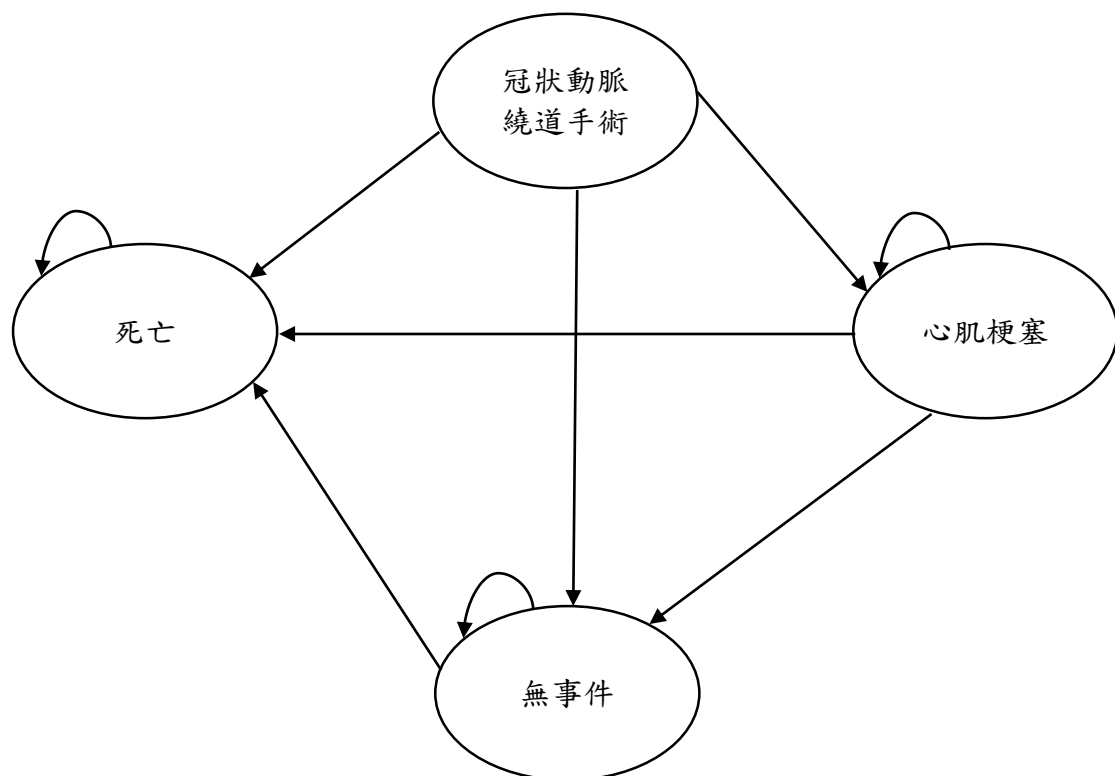 冠狀動脈
繞道手術
死亡
心肌梗塞
無事件